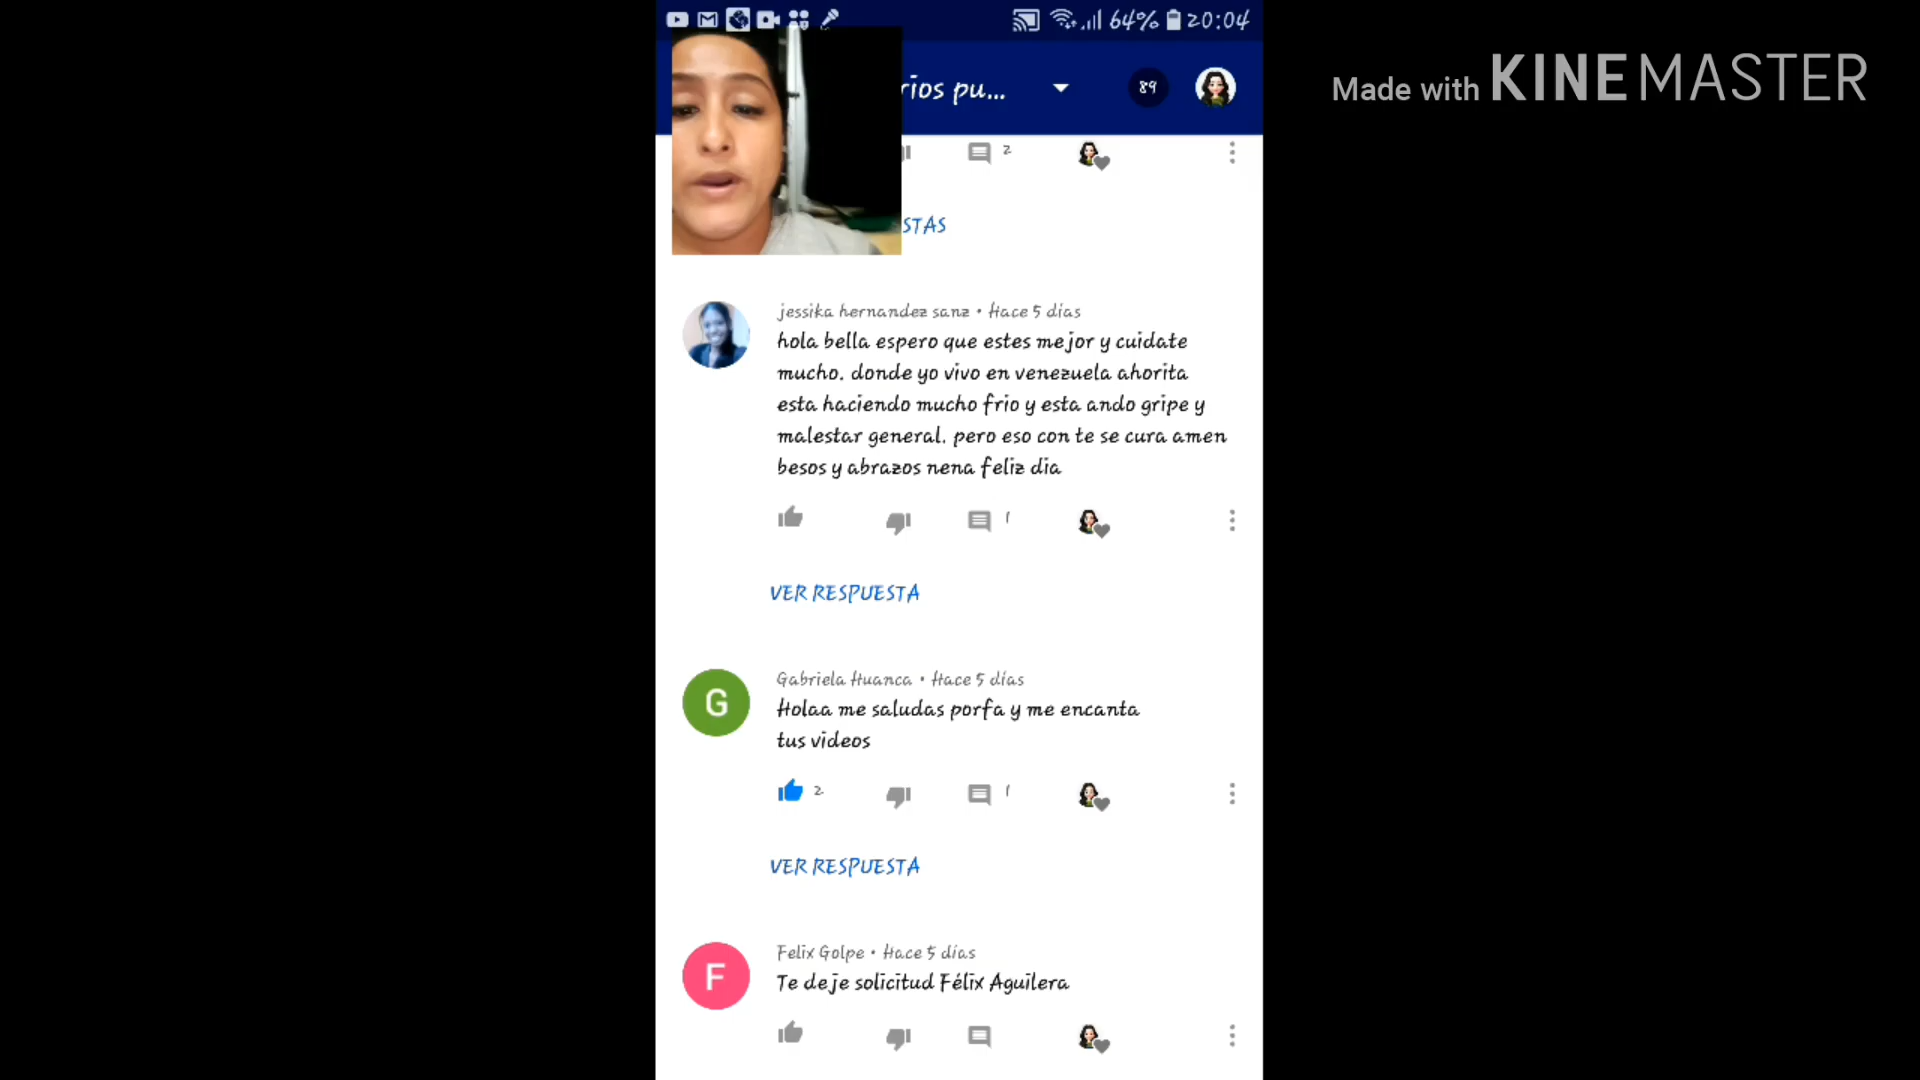 64% 20:04
Made with KINEMASTER
rios pu...
89
2
STAS
jessika hernandez sanz • Hace 5 días
hola bella espero que estes mejor y cuidate
mucho. donde yo vivo en venezuela ahorita
esta haciendo mucho frio y esta ando gripe y
malestar general. pero eso con te se cura amen
besos y abrazos nena feliz dia
1
VER RESPUESTA
G
Gabriela Huanca • Hace 5 días
Holaa me saludas porfa y me encanta
tus videos
2 1
VER RESPUESTA
F
Felix Golpe • Hace 5 días
Te deje solicitud Félix Aguilera